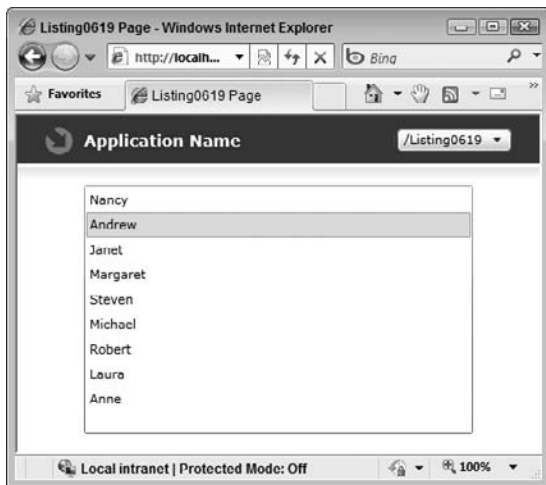 Listing0619 Page - Windows Internet Explorer
http://localh...
Bing
Favorites
Listing0619 Page
»
Application Name
/Listing0619
Nancy
Andrew
Janet
Margaret
Steven
Michael
Robert
Laura
Anne
Local intranet | Protected Mode: Off
100%